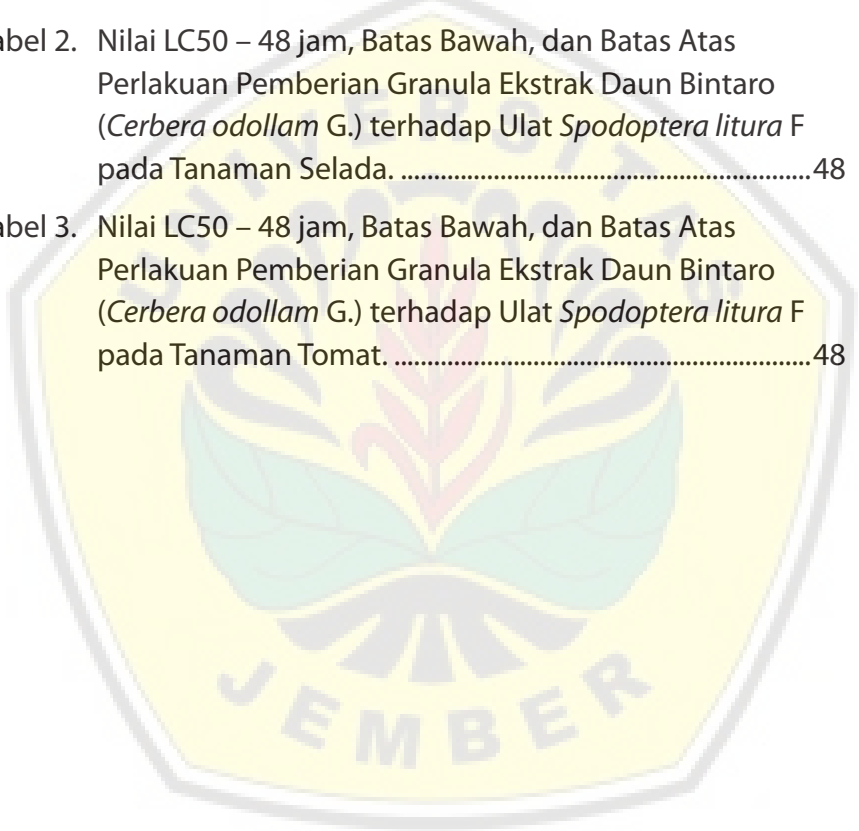 abel 2. Nilai LC50 – 48 jam, Batas Bawah, dan Batas Atas
Perlakuan Pemberian Granula Ekstrak Daun Bintaro
(Cerbera odollam G.) terhadap Ulat Spodoptera litura F
pada Tanaman Selada. ....................................................48
abel 3. Nilai LC50 – 48 jam, Batas Bawah, dan Batas Atas
Perlakuan Pemberian Granula Ekstrak Daun Bintaro
(Cerbera odollam G.) terhadap Ulat Spodoptera litura F
pada Tanaman Tomat. .....................................................48
UNIVERSITAS
JEMBER